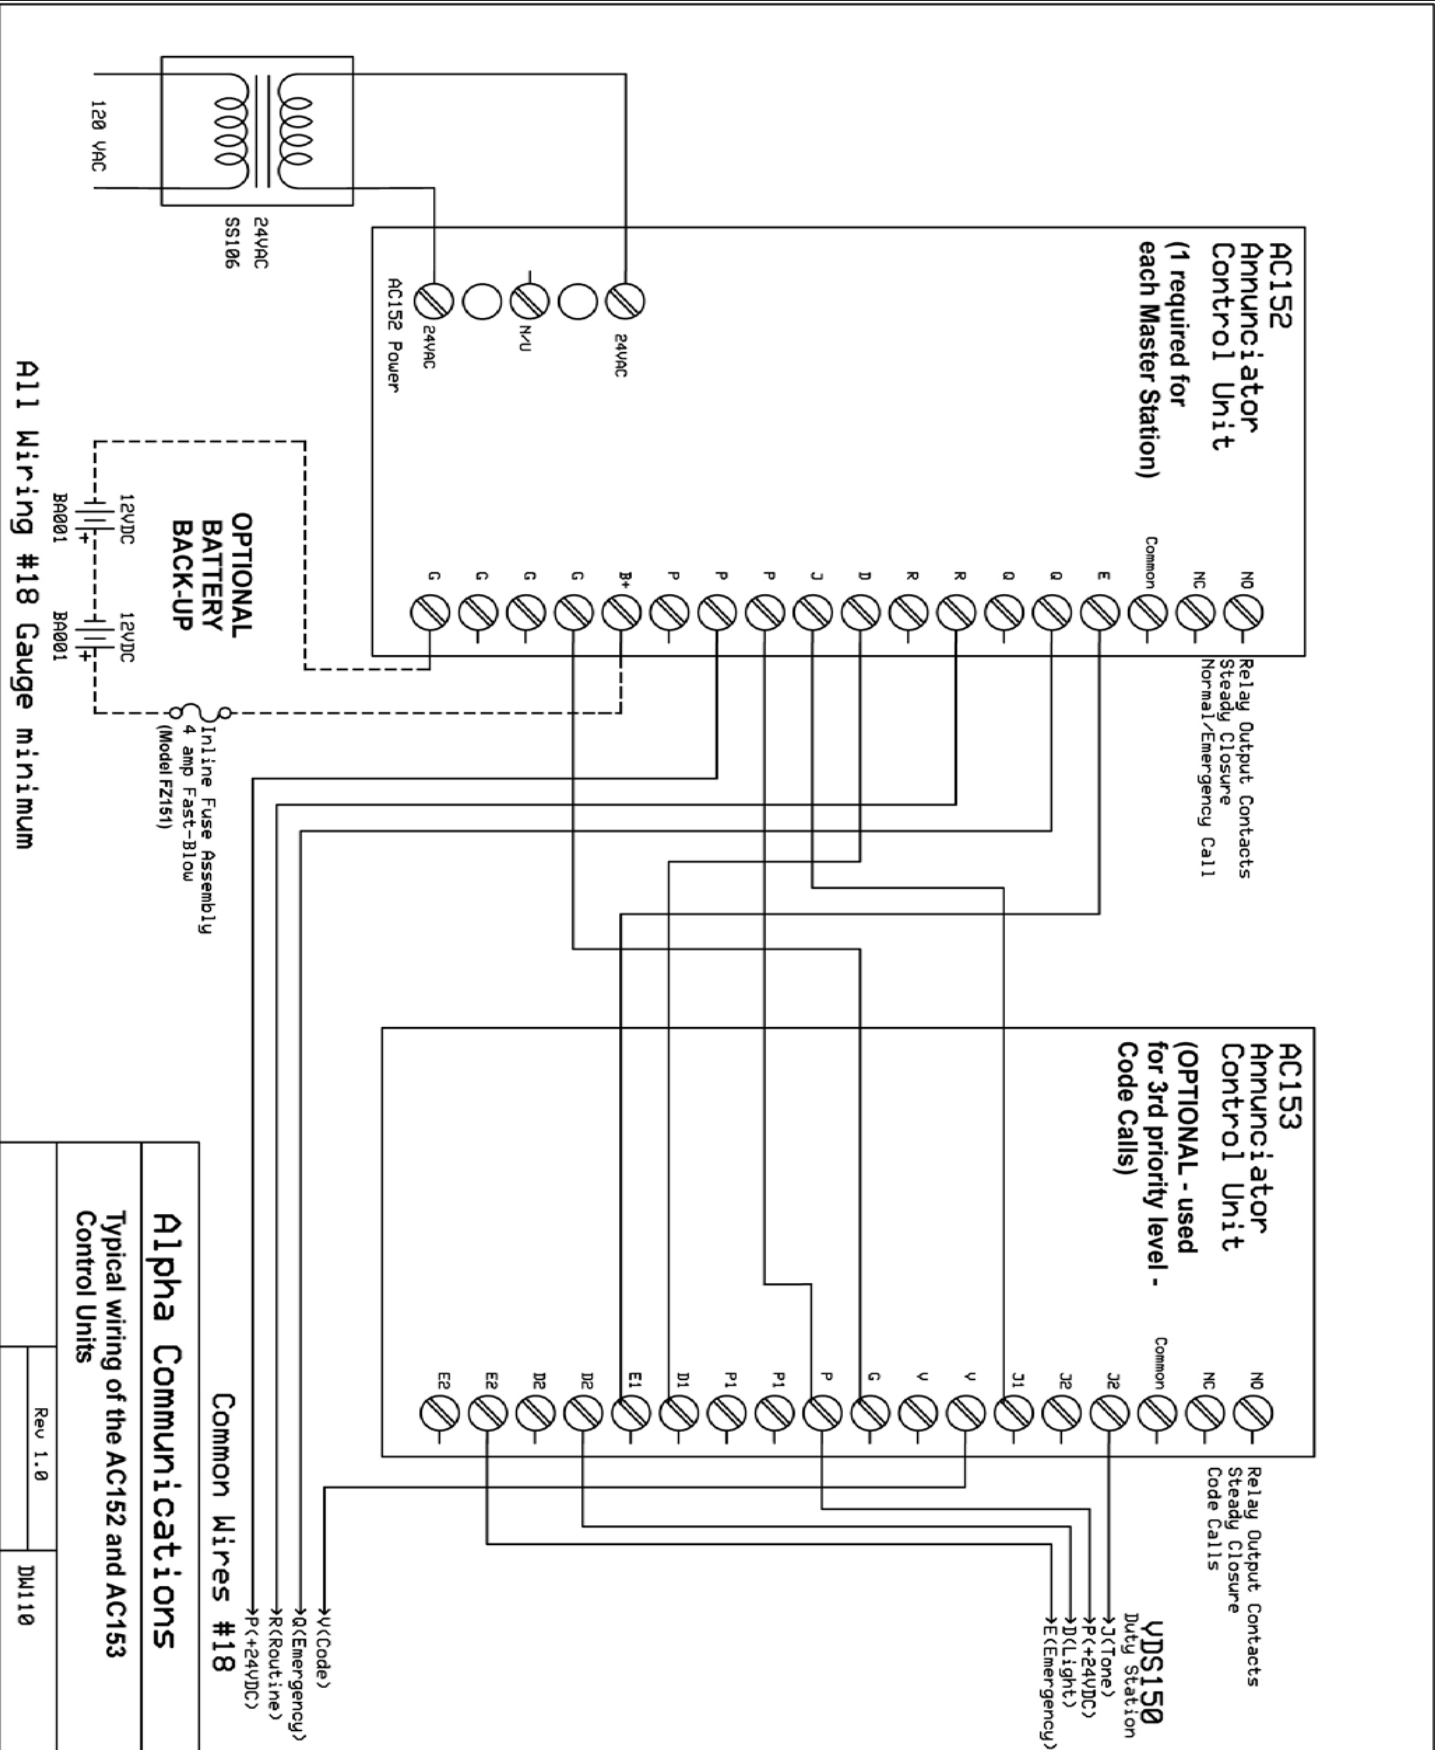 AC152
Annunciator
Control Unit
(1 required for
each Master Station)
24VAC
N/U
24VAC
AC152 Power
120 VAC
24VAC
SS106
NO
NC
Common
E
Q
Q
R
R
D
J
P
P
P
B+
G
G
G
G
Relay Output Contacts
Steady Closure
Normal/Emergency Call
OPTIONAL
BATTERY
BACK-UP
12VDC
+
BA001
12VDC
+
BA001
Inline Fuse Assembly
4 amp Fast-Blow
(Model FZ151)
All Wiring #18 Gauge minimum
AC153
Annunciator
Control Unit
(OPTIONAL - used
for 3rd priority level -
Code Calls)
NO
NC
Common
J2
J2
J1
V
V
G
P
P1
P1
D1
E1
D2
D2
E2
E2
Relay Output Contacts
Steady Closure
Code Calls
VDS150
Duty Station
J(Tone)
P(+24VDC)
D(Light)
E(Emergency)
V(Code)
Q(Emergency)
R(Routine)
P(+24VDC)
Common Wires #18
Alpha Communications
Typical wiring of the AC152 and AC153
Control Units
Rev 1.0
DW110